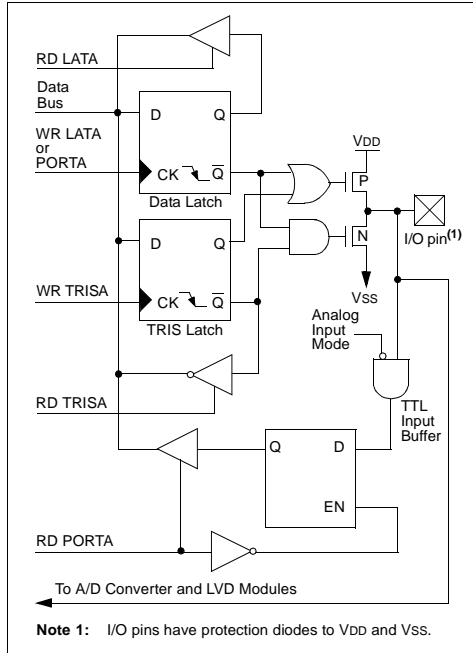 RD LATA
Data
Bus
D Q
VDD
WR LATA
or
PORTA
CK Q
P
Data Latch
I/O pin(1)
N
D Q
WR TRISA
CK Q
VSS
TRIS Latch
Analog
Input
Mode
RD TRISA
TTL
Input
Buffer
Q D
EN
RD PORTA
To A/D Converter and LVD Modules
Note 1: I/O pins have protection diodes to VDD and VSS.